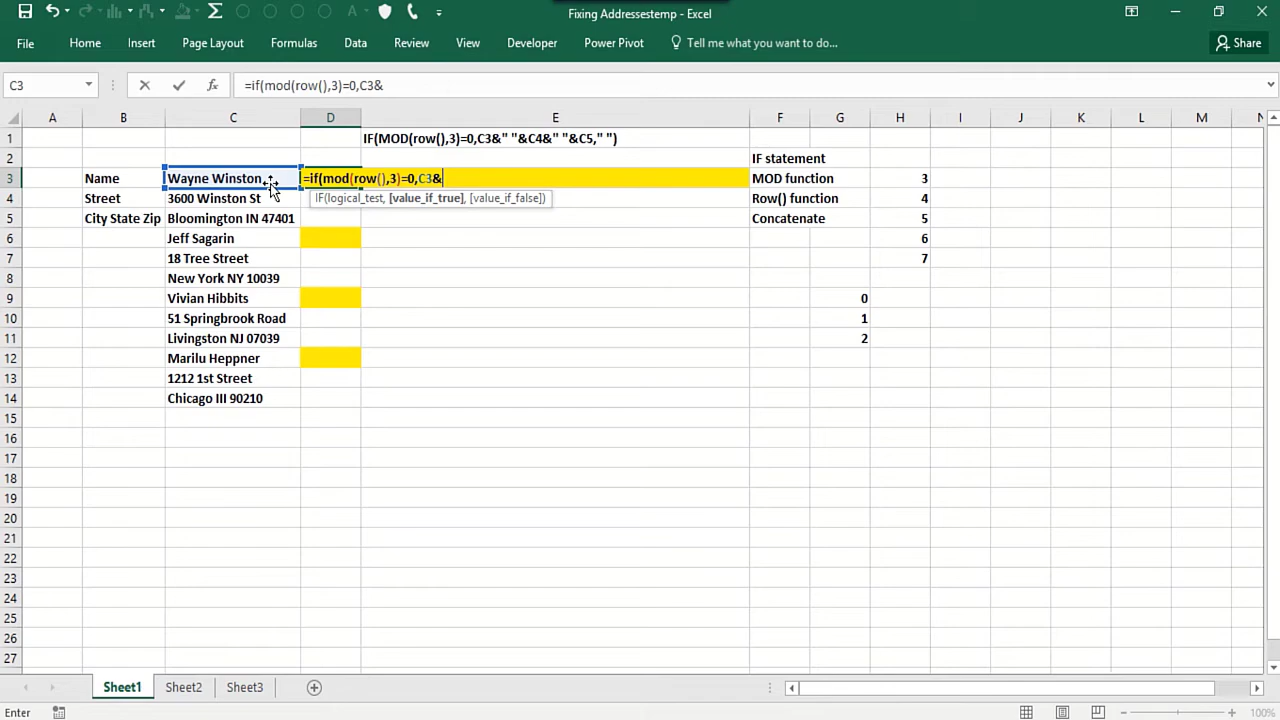 Fixing Addressestemp - Excel
File Home Insert Page Layout Formulas Data Review View Developer Power Pivot Tell me what you want to do... Share
C3 fx =if(mod(row(),3)=0,C3&
A B C D E F G H I J K L M N
1 IF(MOD(row(),3)=0,C3&" "&C4&" "&C5," ")
2 IF statement
3 Name Wayne Winston =if(mod(row(),3)=0,C3& MOD function 3
4 Street 3600 Winston St IF(logical_test, [value_if_true], [value_if_false]) Row() function 4
5 City State Zip Bloomington IN 47401 Concatenate 5
6 Jeff Sagarin 6
7 18 Tree Street 7
8 New York NY 10039
9 Vivian Hibbits 0
10 51 Springbrook Road 1
11 Livingston NJ 07039 2
12 Marilu Heppner
13 1212 1st Street
14 Chicago Ill 90210
15
16
17
18
19
20
21
22
23
24
25
26
27
Sheet1 Sheet2 Sheet3
Enter 100%